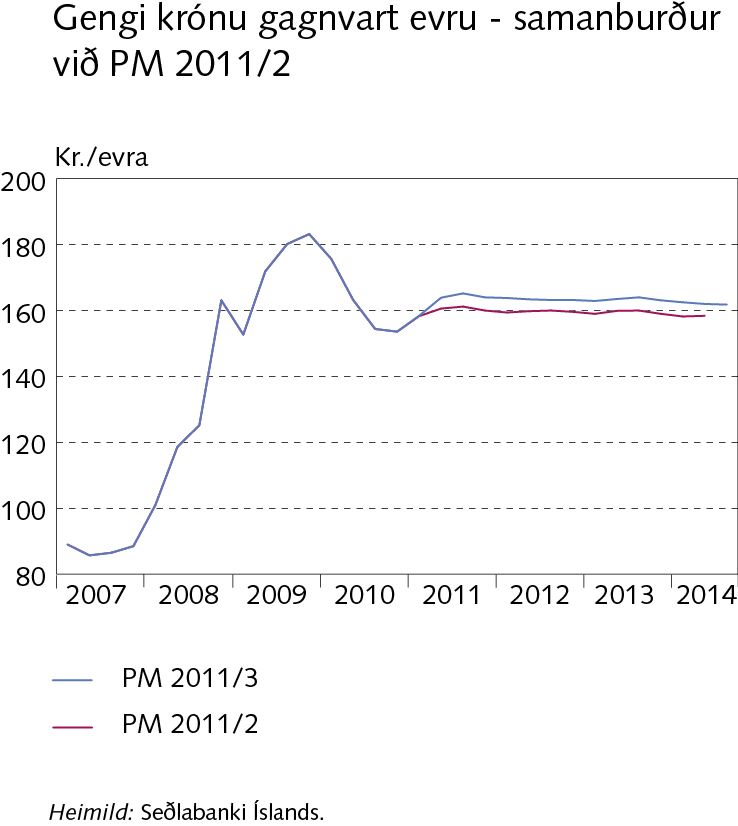 Gengi krónu gagnvart evru - samanburður
við PM 2011/2
Kr./evra
200
180
160
140
120
100
80
2007 2008 2009 2010 2011 2012 2013 2014
PM 2011/3
PM 2011/2
Heimild: Seðlabanki Íslands.